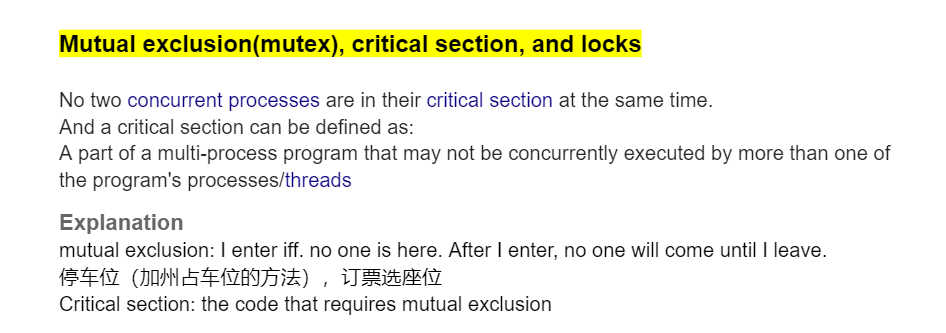 Mutual exclusion(mutex), critical section, and locks
No two concurrent processes are in their critical section at the same time.
And a critical section can be defined as:
A part of a multi-process program that may not be concurrently executed by more than one of
the program's processes/threads
Explanation
mutual exclusion: I enter iff. no one is here. After I enter, no one will come until I leave.
停车位（加州占车位的方法），订票选座位
Critical section: the code that requires mutual exclusion